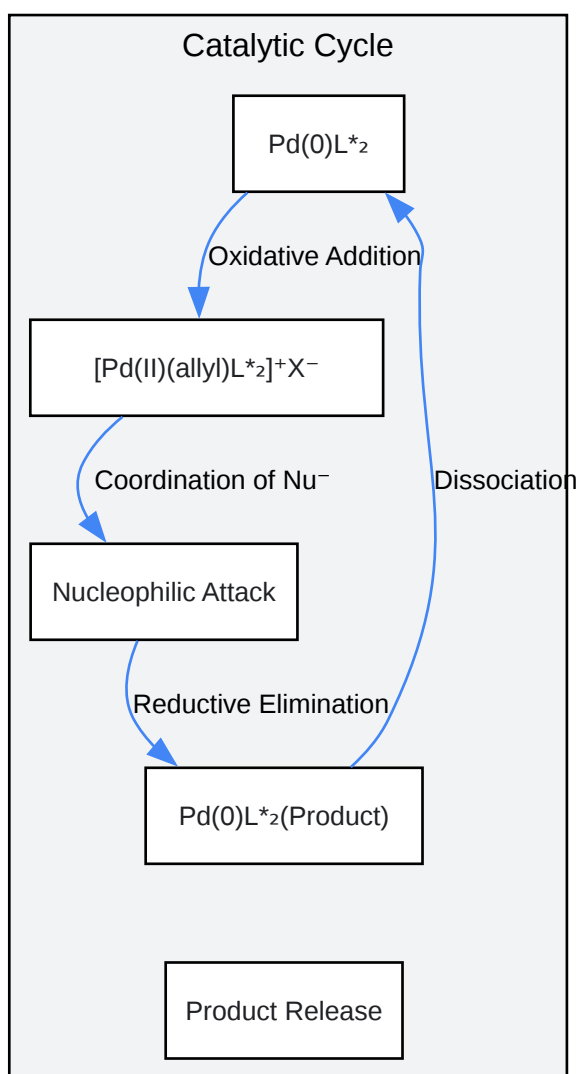 Catalytic Cycle
Pd(0)L*₂
Oxidative Addition
[Pd(II)(allyl)L*₂]⁺X⁻
Coordination of Nu⁻
Dissociation
Nucleophilic Attack
Reductive Elimination
Pd(0)L*₂(Product)
Product Release